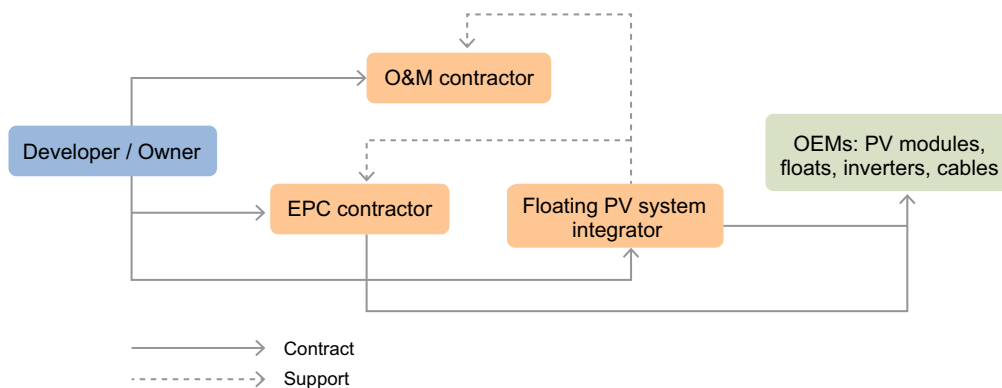 O&M contractor
Developer / Owner
OEMs: PV modules,
floats, inverters, cables
EPC contractor
Floating PV system
integrator
Contract
Support